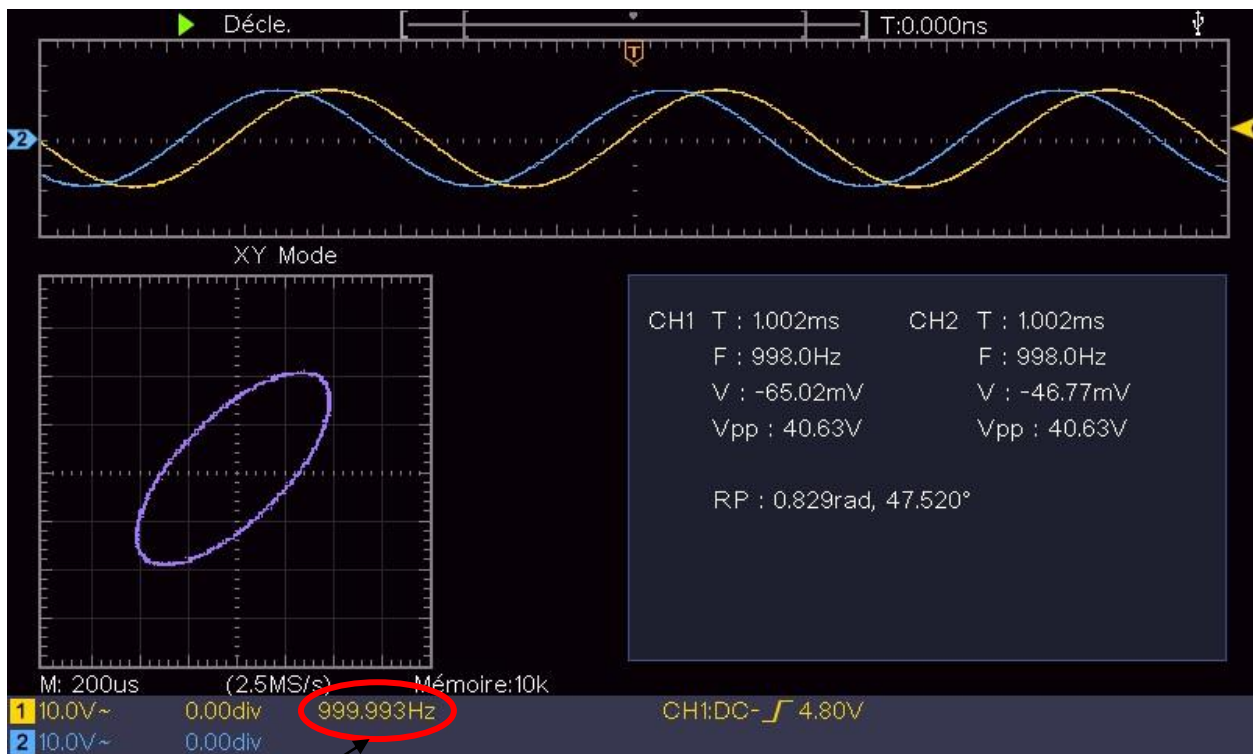 Décle. T:0.000ns
T
2
XY Mode
CH1 T : 1.002ms CH2 T : 1.002ms
F : 998.0Hz F : 998.0Hz
V : -65.02mV V : -46.77mV
Vpp : 40.63V Vpp : 40.63V
RP : 0.829rad, 47.520°
M: 200us (2.5MS/s) Mémoire:10k
1 10.0V~ 0.00div 999.993Hz CH1:DC- 4.80V
2 10.0V~ 0.00div